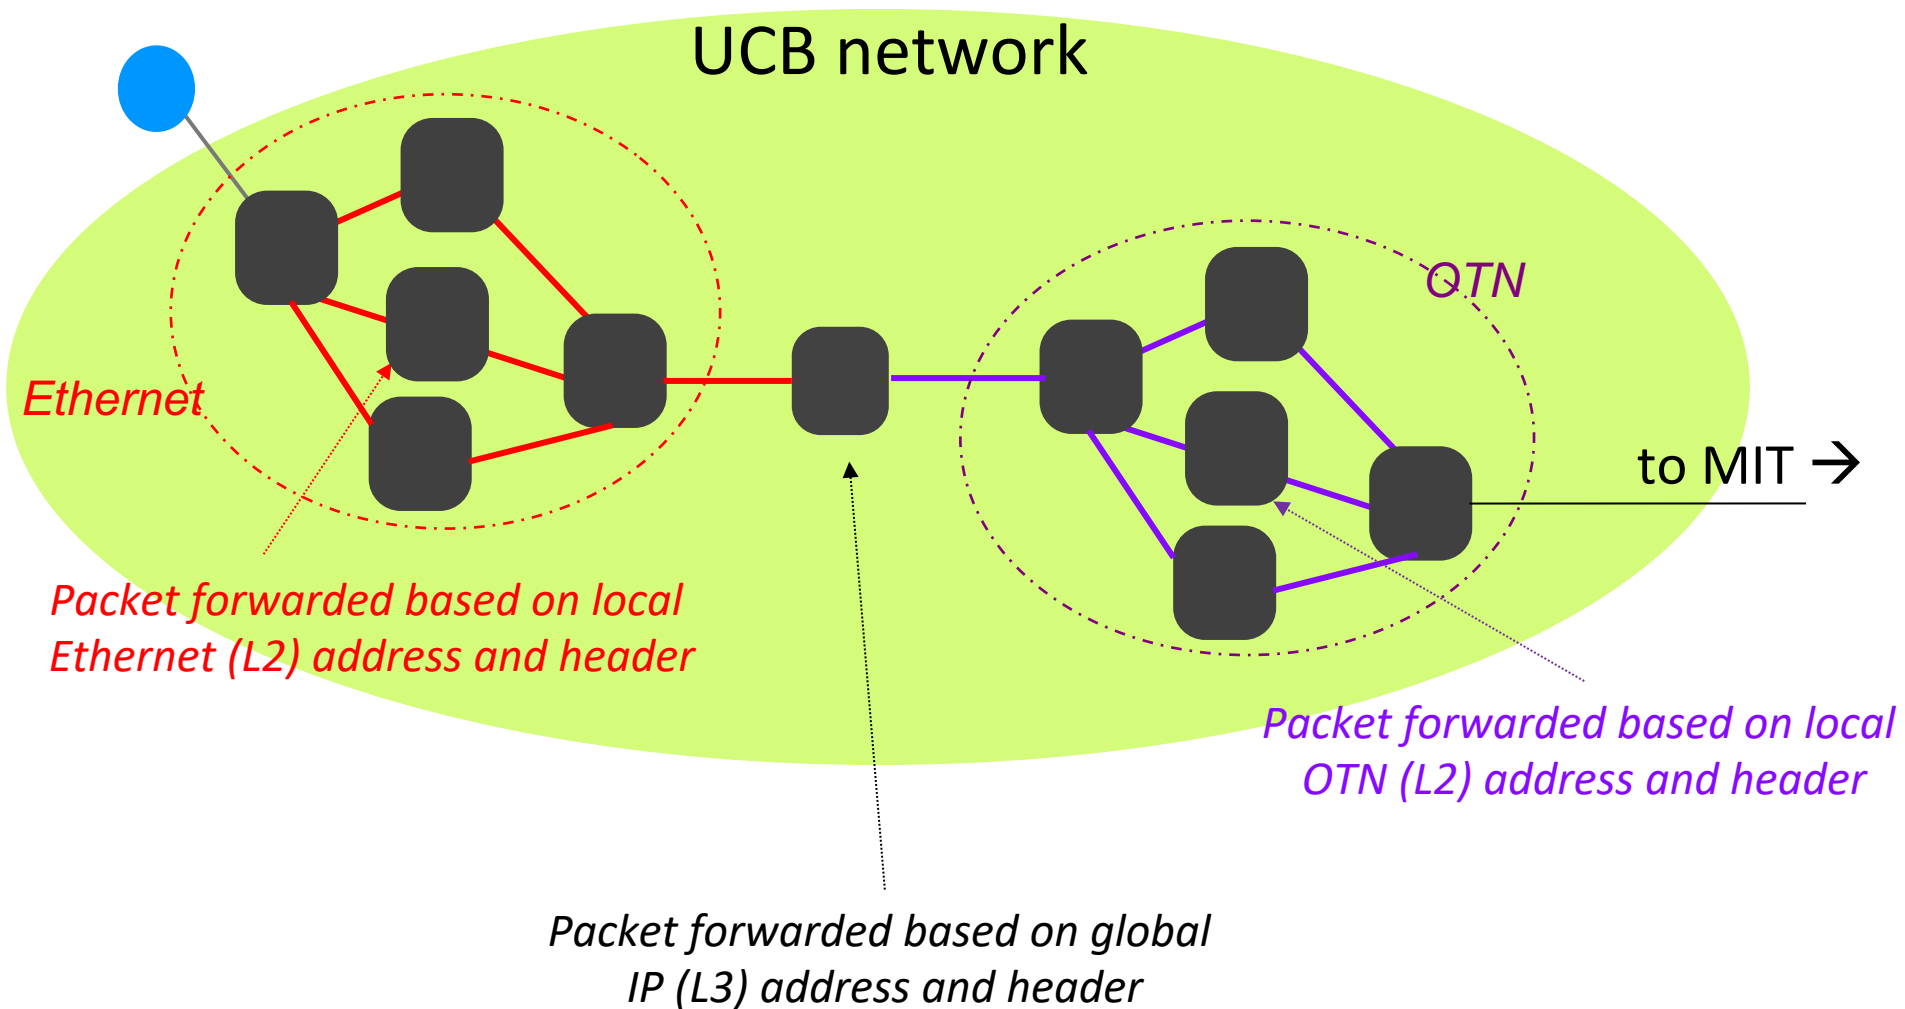 UCB network
OTN
Ethernet
to MIT →
Packet forwarded based on local
Ethernet (L2) address and header
Packet forwarded based on local
OTN (L2) address and header
Packet forwarded based on global
IP (L3) address and header